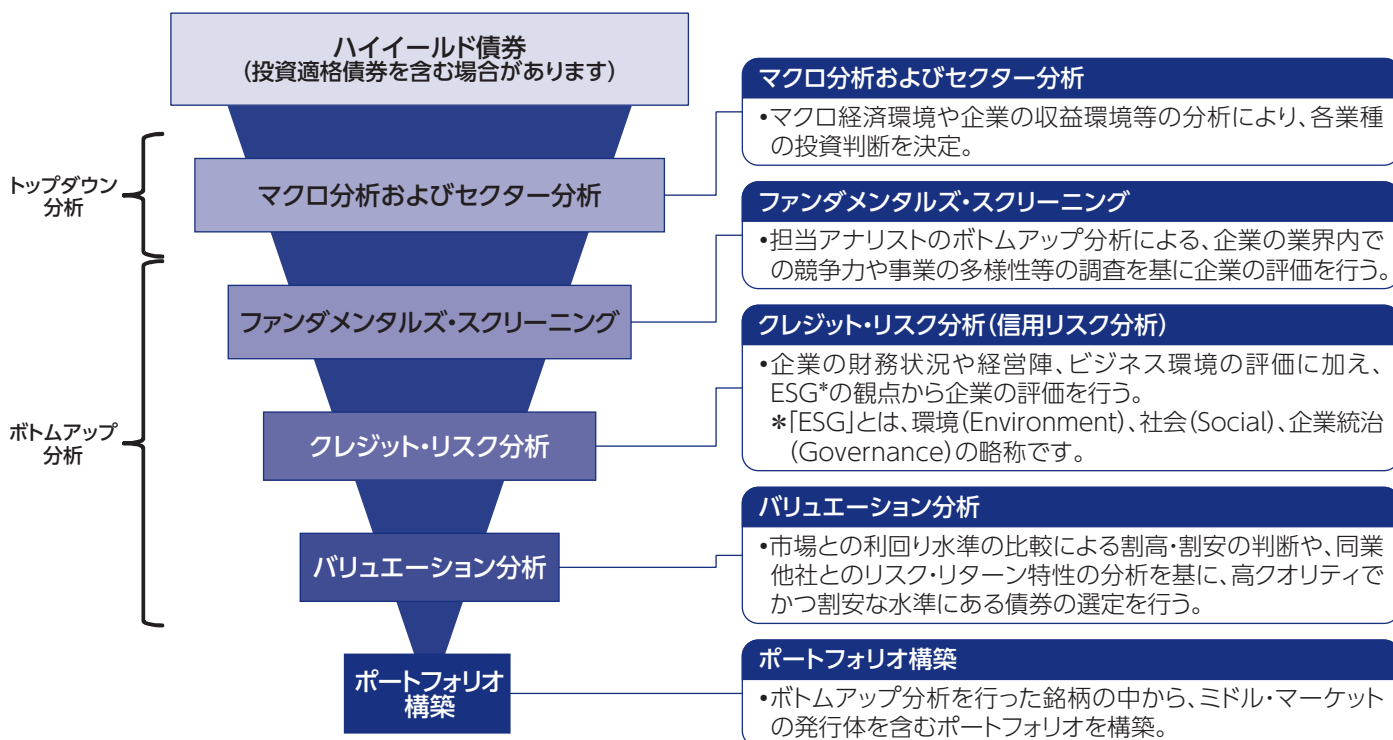 ハイイールド債券
(投資適格債券を含む場合があります)
トップダウン
分析
マクロ分析およびセクター分析
ファンダメンタルズ・スクリーニング
ボトムアップ
分析
クレジット・リスク分析
バリュエーション分析
ポートフォリオ
構築
マクロ分析およびセクター分析
•マクロ経済環境や企業の収益環境等の分析により、各業種
の投資判断を決定。
ファンダメンタルズ・スクリーニング
•担当アナリストのボトムアップ分析による、企業の業界内で
の競争力や事業の多様性等の調査を基に企業の評価を行う。
クレジット・リスク分析(信用リスク分析)
•企業の財務状況や経営陣、ビジネス環境の評価に加え、
ESG*の観点から企業の評価を行う。
*「ESG」とは、環境(Environment)、社会(Social)、企業統治
(Governance)の略称です。
バリュエーション分析
•市場との利回り水準の比較による割高・割安の判断や、同業
他社とのリスク・リターン特性の分析を基に、高クオリティで
かつ割安な水準にある債券の選定を行う。
ポートフォリオ構築
•ボトムアップ分析を行った銘柄の中から、ミドル・マーケット
の発行体を含むポートフォリオを構築。